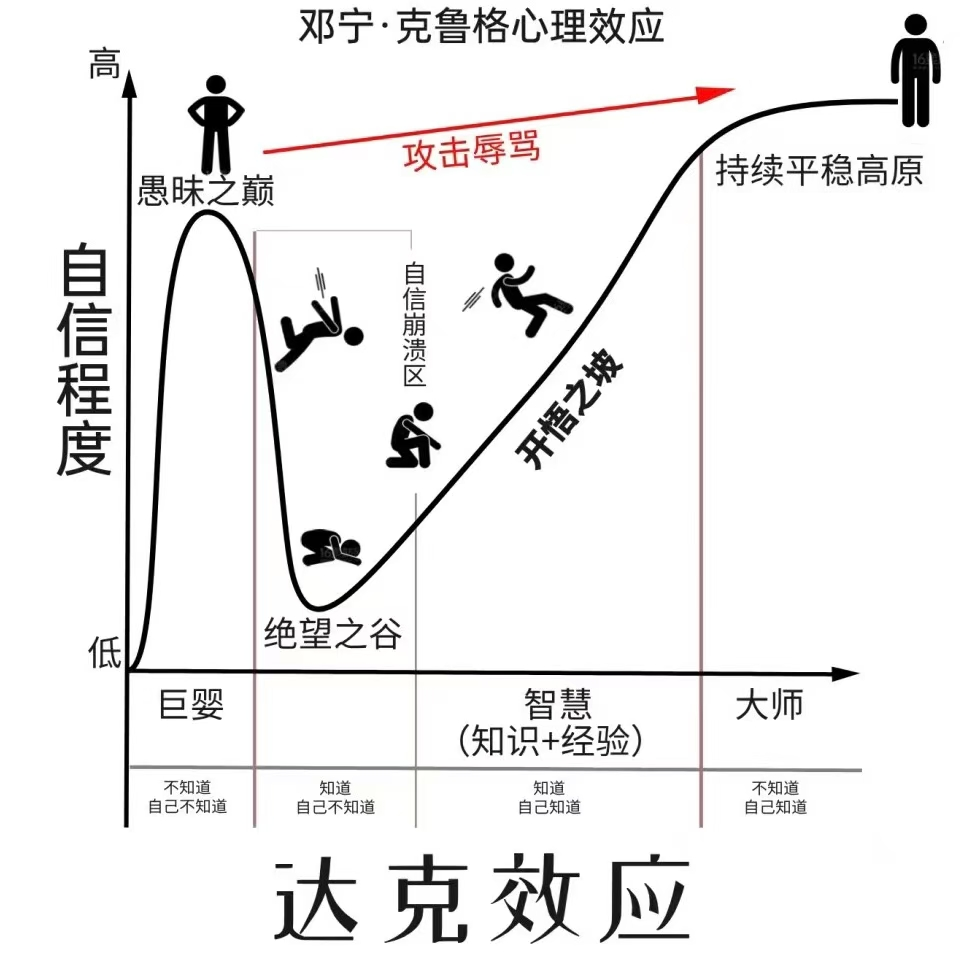 邓宁·克鲁格心理效应
高
攻击辱骂
愚昧之巅
持续平稳高原
自信程度
自信崩溃区
开悟之坡
绝望之谷
低
巨婴
智慧
（知识+经验）
大师
不知道
自己不知道
知道
自己不知道
知道
自己知道
不知道
自己知道
达克效应